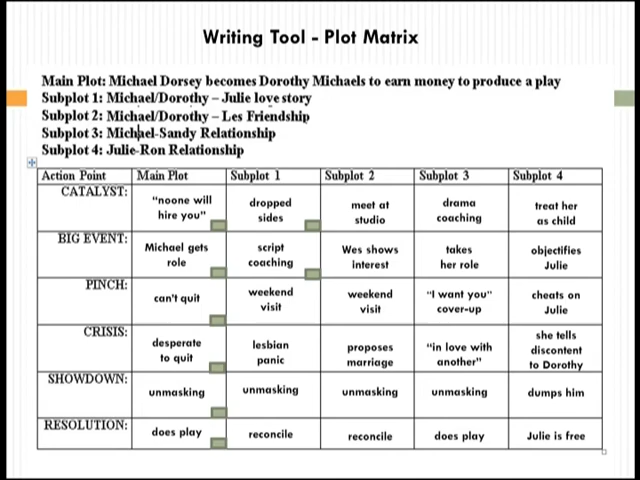 Writing Tool - Plot Matrix
Main Plot: Michael Dorsey becomes Dorothy Michaels to earn money to produce a play
Subplot 1: Michael/Dorothy – Julie love story
Subplot 2: Michael/Dorothy – Les Friendship
Subplot 3: Michael-Sandy Relationship
Subplot 4: Julie-Ron Relationship
Action Point Main Plot Subplot 1 Subplot 2 Subplot 3 Subplot 4
CATALYST:
"noone will
hire you"
dropped
sides
meet at
studio
drama
coaching
treat her
as child
BIG EVENT:
Michael gets
role
script
coaching
Wes shows
interest
takes
her role
objectifies
Julie
PINCH:
can't quit
weekend
visit
weekend
visit
"I want you"
cover-up
cheats on
Julie
CRISIS:
desperate
to quit
lesbian
panic
proposes
marriage
"in love with
another"
she tells
discontent
to Dorothy
SHOWDOWN:
unmasking
unmasking
unmasking
unmasking
dumps him
RESOLUTION:
does play
reconcile
reconcile
does play
Julie is free